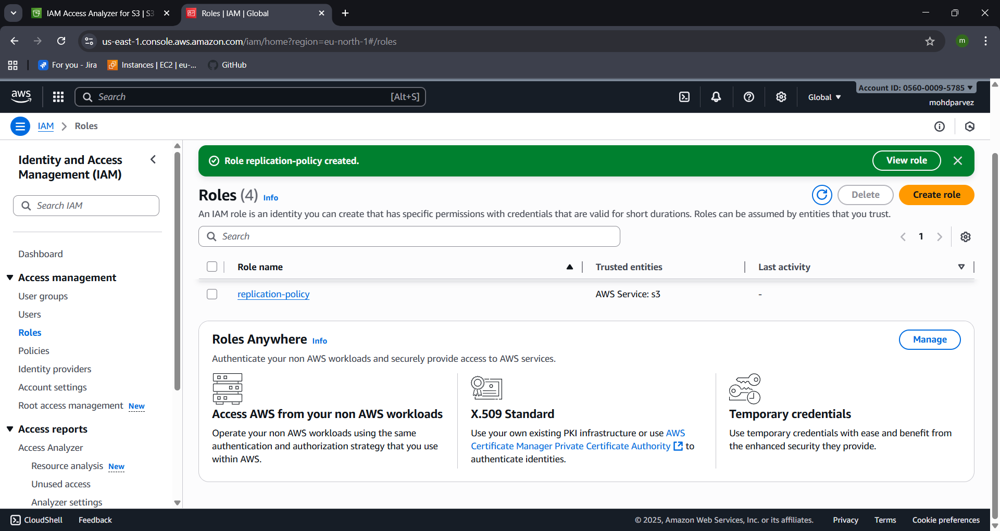 IAM Access Analyzer for S3 | S3
Roles | IAM | Global
us-east-1.console.aws.amazon.com/iam/home?region=eu-north-1#/roles
m
For you - Jira
Instances | EC2 | eu-...
GitHub
aws
Search
[Alt+S]
Global
Account ID: 0560-0009-5785
mohdparvez
IAM
Roles
Identity and Access
Management (IAM)
Search IAM
Dashboard
Access management
User groups
Users
Roles
Policies
Identity providers
Account settings
Root access management New
Access reports
Access Analyzer
Resource analysis New
Unused access
Analyzer settings
Role replication-policy created.
View role
Roles (4) Info
Delete
Create role
An IAM role is an identity you can create that has specific permissions with credentials that are valid for short durations. Roles can be assumed by entities that you trust.
Search
1
Role name
Trusted entities
Last activity
replication-policy
AWS Service: s3
-
Roles Anywhere Info
Manage
Authenticate your non AWS workloads and securely provide access to AWS services.
Access AWS from your non AWS workloads
Operate your non AWS workloads using the same
authentication and authorization strategy that you use
within AWS.
X.509 Standard
Use your own existing PKI infrastructure or use AWS
Certificate Manager Private Certificate Authority to
authenticate identities.
Temporary credentials
Use temporary credentials with ease and benefit from
the enhanced security they provide.
CloudShell
Feedback
© 2025, Amazon Web Services, Inc. or its affiliates.
Privacy
Terms
Cookie preferences